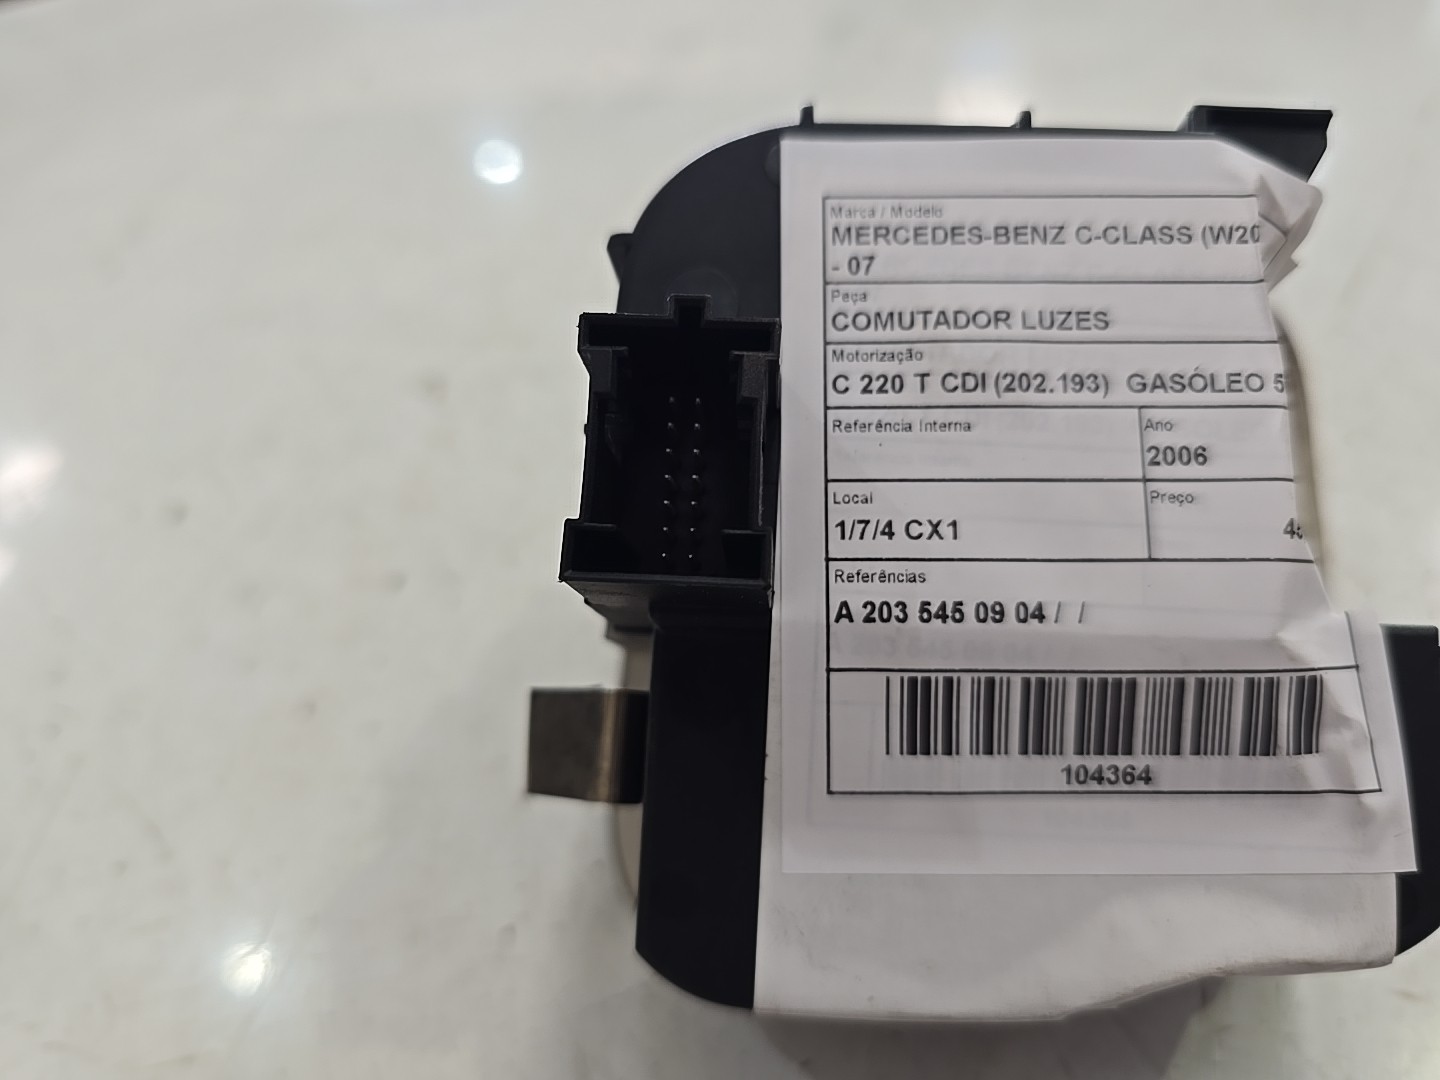 Marca / Modelo
MERCEDES-BENZ C-CLASS (W20
- 07
Peça
COMUTADOR LUZES
Motorização
C 220 T CDI (202.193) GASÓLEO 5
Referência Interna
Ano
2006
Local
1/7/4 CX1
Preço
Referências
A 203 545 09 04 / /
104364